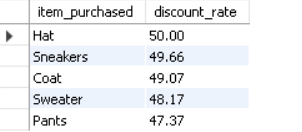 item_purchased discount_rate
Hat 50.00
Sneakers 49.66
Coat 49.07
Sweater 48.17
Pants 47.37